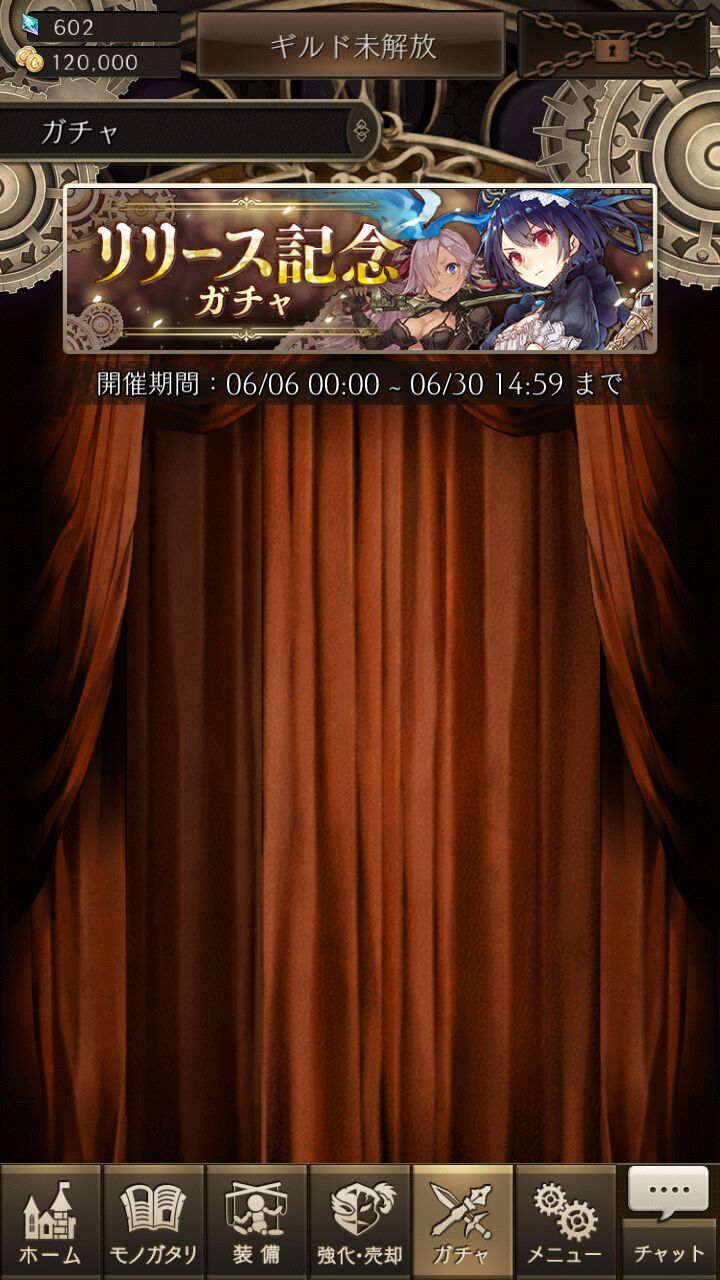 602
ギルド未解放
120,000
ガチャ
リリース記念
ガチャ
開催期間：06/06 00:00 ~ 06/30 14:59 まで
ホーム
モノガタリ
装備
強化・売却
ガチャ
メニュー
チャット